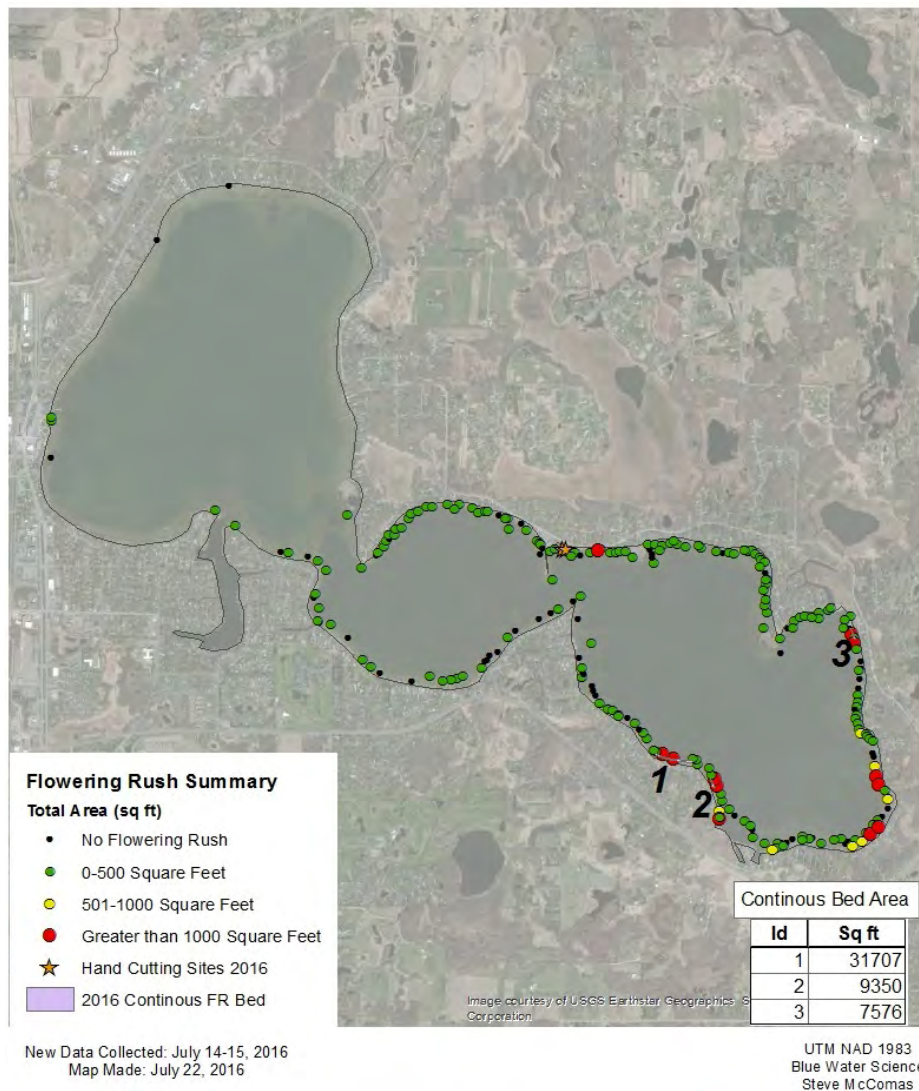 1
2
3
Flowering Rush Summary
Total Area (sq ft)
No Flowering Rush
0-500 Square Feet
501-1000 Square Feet
Greater than 1000 Square Feet
Hand Cutting Sites 2016
2016 Continous FR Bed
Continous Bed Area
Id Sq ft
1 31707
2 9350
3 7576
Image courtesy of USGS Earthstar Geographics S
Corporation
New Data Collected: July 14-15, 2016
Map Made: July 22, 2016
UTM NAD 1983
Blue Water Science
Steve McComas